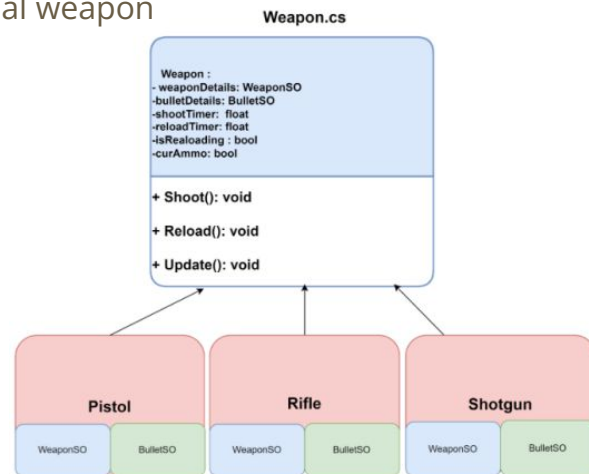 al weapon
Weapon.cs
Weapon :
- weaponDetails: WeaponSO
-bulletDetails: BulletSO
-shootTimer: float
-reloadTimer: float
-isRealoading : bool
-curAmmo: bool
+ Shoot(): void
+ Reload(): void
+ Update(): void
Pistol
Rifle
Shotgun
WeaponSO
BulletSO
WeaponSO
BulletSO
WeaponSO
BulletSO